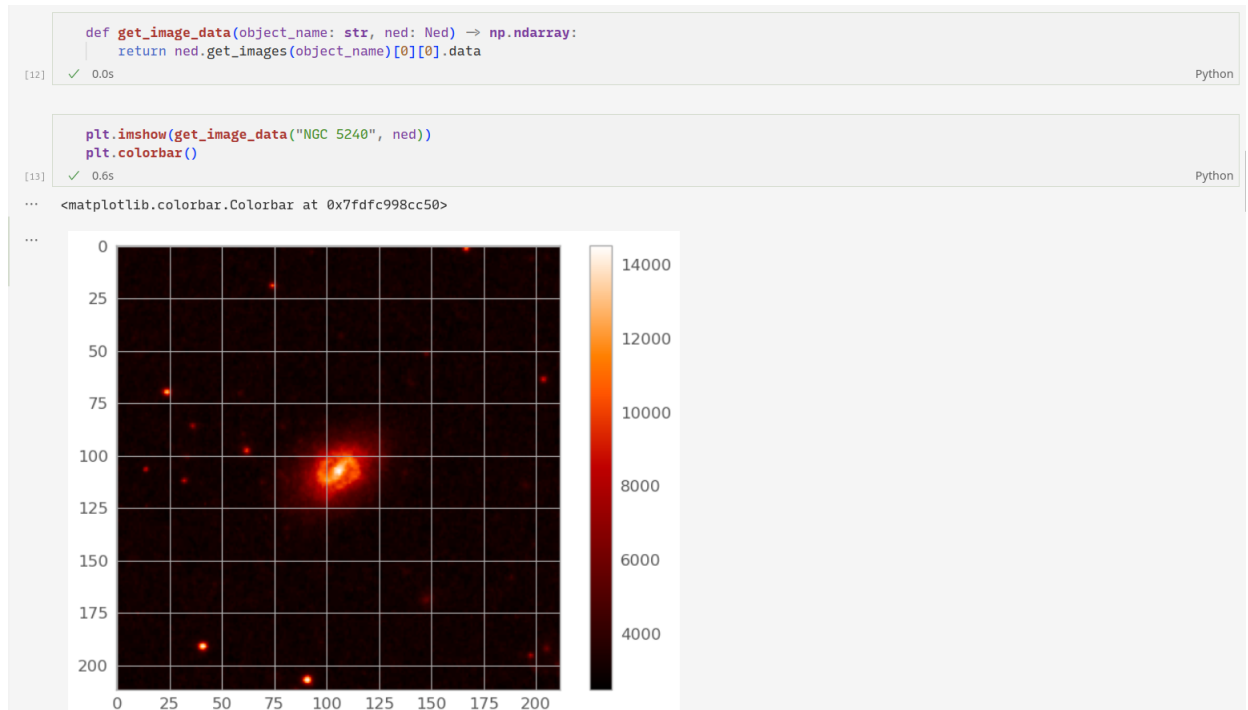 def get_image_data(object_name: str, ned: Ned) → np.ndarray:
return ned.get_images(object_name)[0][0].data
[12] ✓ 0.0s Python
plt.imshow(get_image_data("NGC 5240", ned))
plt.colorbar()
[13] ✓ 0.6s Python
... <matplotlib.colorbar.Colorbar at 0x7fdfc998cc50>
...
0
25
50
75
100
125
150
175
200
0 25 50 75 100 125 150 175 200
14000
12000
10000
8000
6000
4000